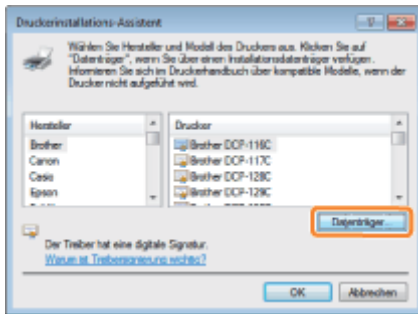 Druckerinstallations-Assistent
Wählen Sie Hersteller und Modell des Druckers aus. Klicken Sie auf
"Datenträger", wenn Sie über einen Installationsdatenträger verfügen.
Informieren Sie sich im Druckerhandbuch über kompatible Modelle, wenn der
Drucker nicht aufgeführt wird.
Hersteller
Drucker
Brother
Brother DCP-116C
Canon
Brother DCP-117C
Casio
Brother DCP-128C
Epson
Brother DCP-129C
Datenträger...
Der Treiber hat eine digitale Signatur.
Warum ist Treibersignierung wichtig?
OK
Abbrechen